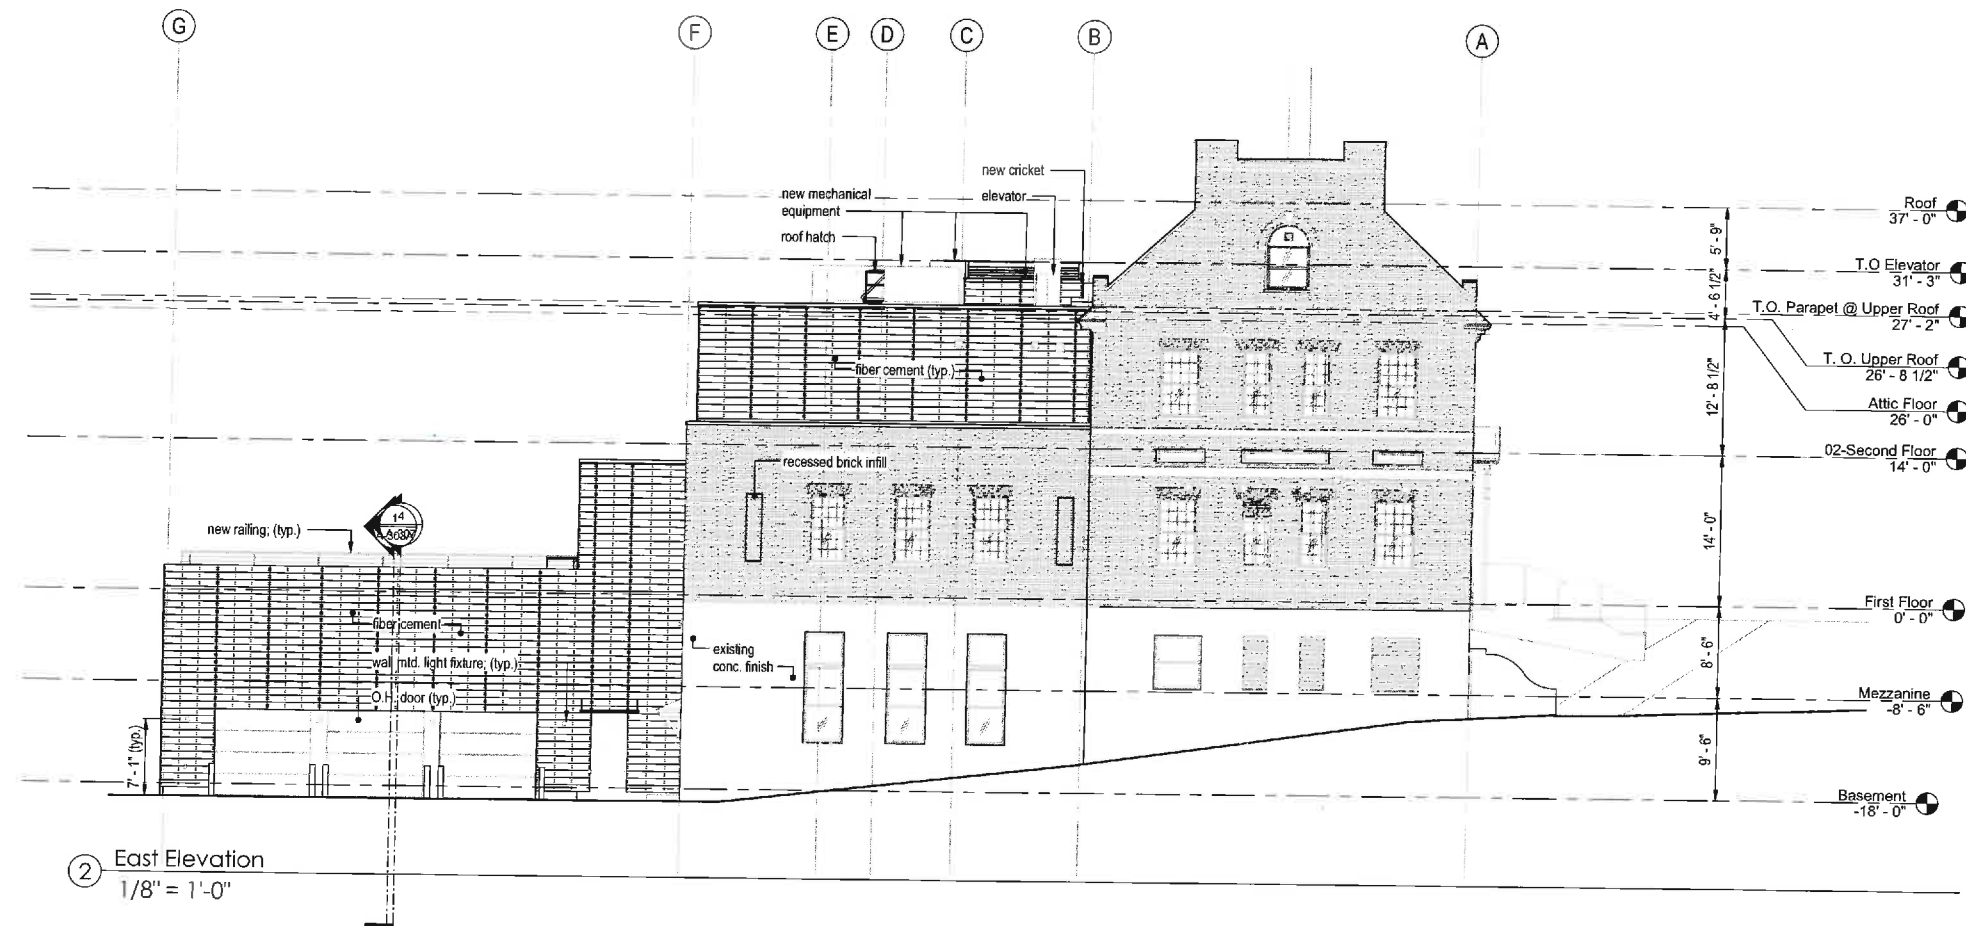 G
F
E
D
C
B
A
new cricket
new mechanical
equipment
elevator
roof hatch
Roof
37' - 0"
5' - 9"
T.O Elevator
31' - 3"
4' - 6 1/2"
T.O. Parapet @ Upper Roof
27' - 2"
T. O. Upper Roof
26' - 8 1/2"
fiber cement (typ.)
12' - 8 1/2"
Attic Floor
26' - 0"
02-Second Floor
14' - 0"
recessed brick infill
14
new railing; (typ.)
14' - 0"
First Floor
0' - 0"
fiber cement
wall mtd. light fixture; (typ.)
existing
conc. finish
8' - 6"
O.H. door (typ.)
Mezzanine
-8' - 6"
7' - 1" (typ.)
9' - 6"
Basement
-18' - 0"
2
East Elevation
1/8" = 1'-0"